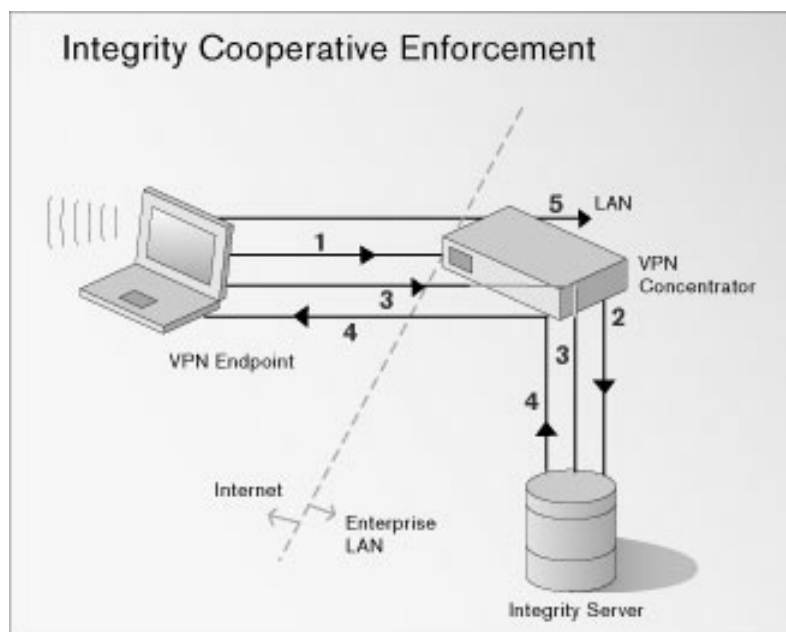 Integrity Cooperative Enforcement
5
LAN
1
VPN
Concentrator
3
2
4
VPN Endpoint
3
4
Internet
Enterprise
LAN
Integrity Server